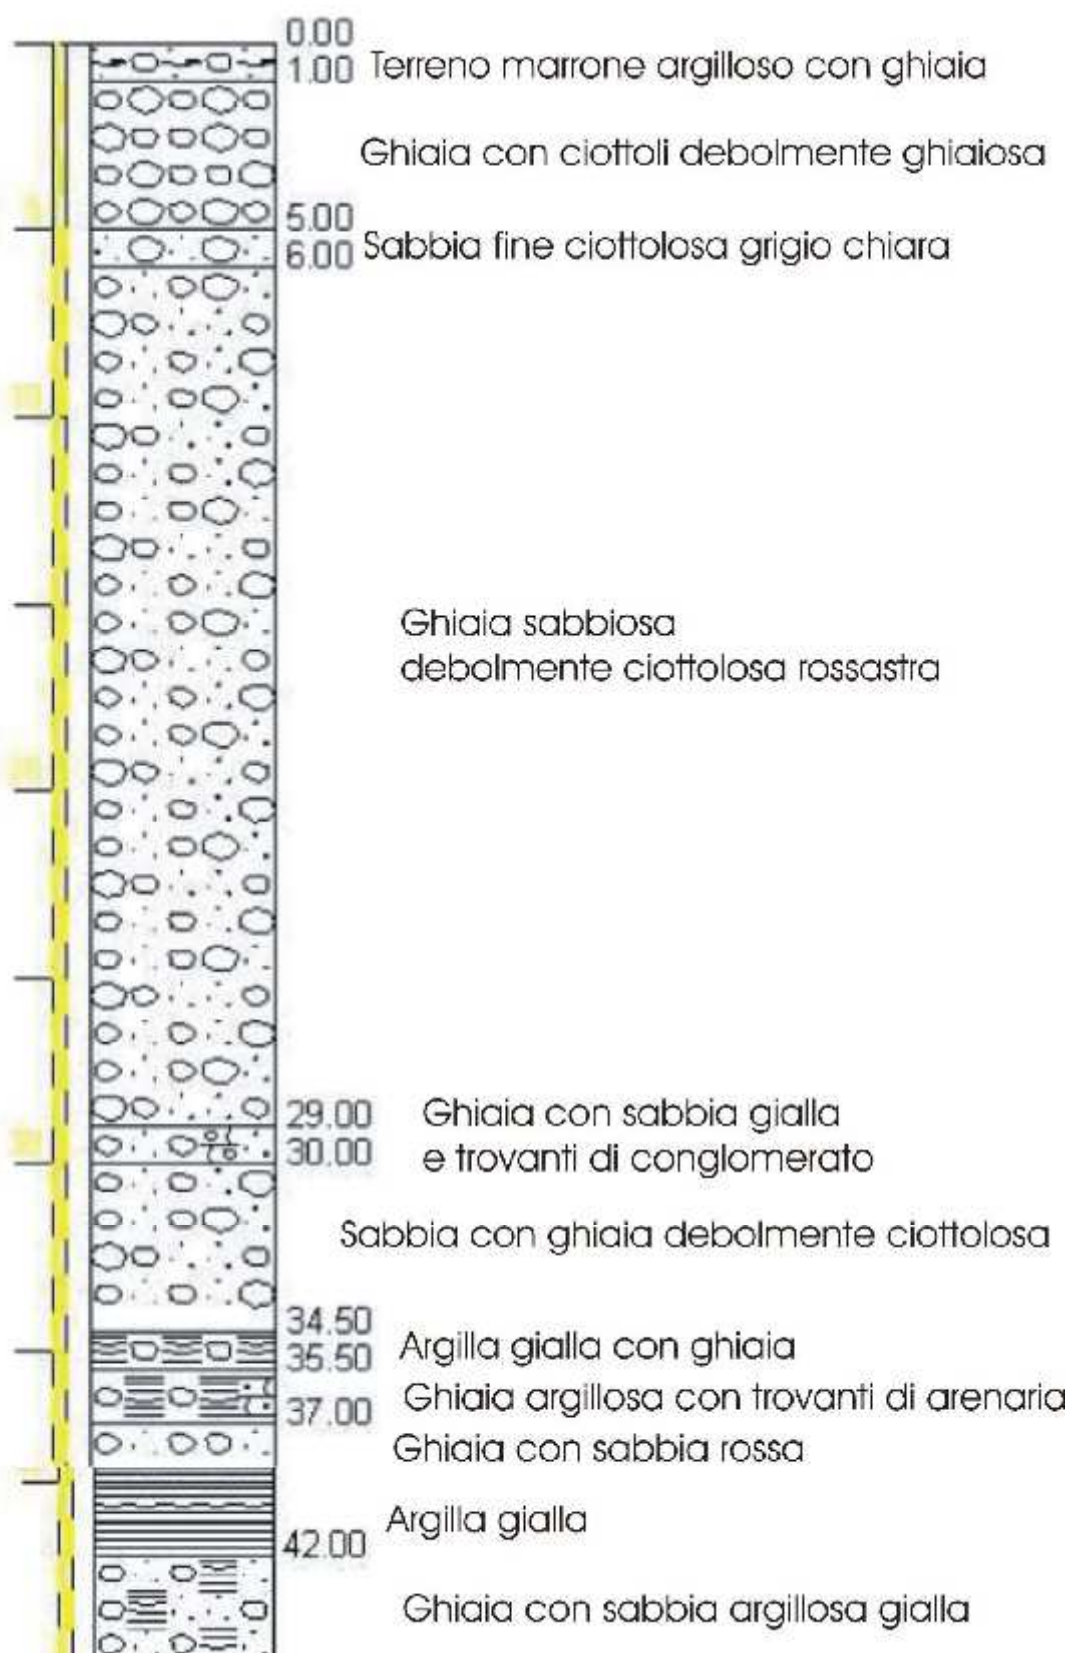 0.00
1.00 Terreno marrone argilloso con ghiaia
Ghiaia con ciottoli debolmente ghiaiosa
5.00
6.00 Sabbia fine ciottolosa grigio chiara
Ghiaia sabbiosa
debolmente ciottolosa rossastra
29.00 Ghiaia con sabbia gialla
30.00 e trovanti di conglomerato
Sabbia con ghiaia debolmente ciottolosa
34.50
35.50 Argilla gialla con ghiaia
Ghiaia argillosa con trovanti di arenaria
37.00
Ghiaia con sabbia rossa
Argilla gialla
42.00
Ghiaia con sabbia argillosa gialla